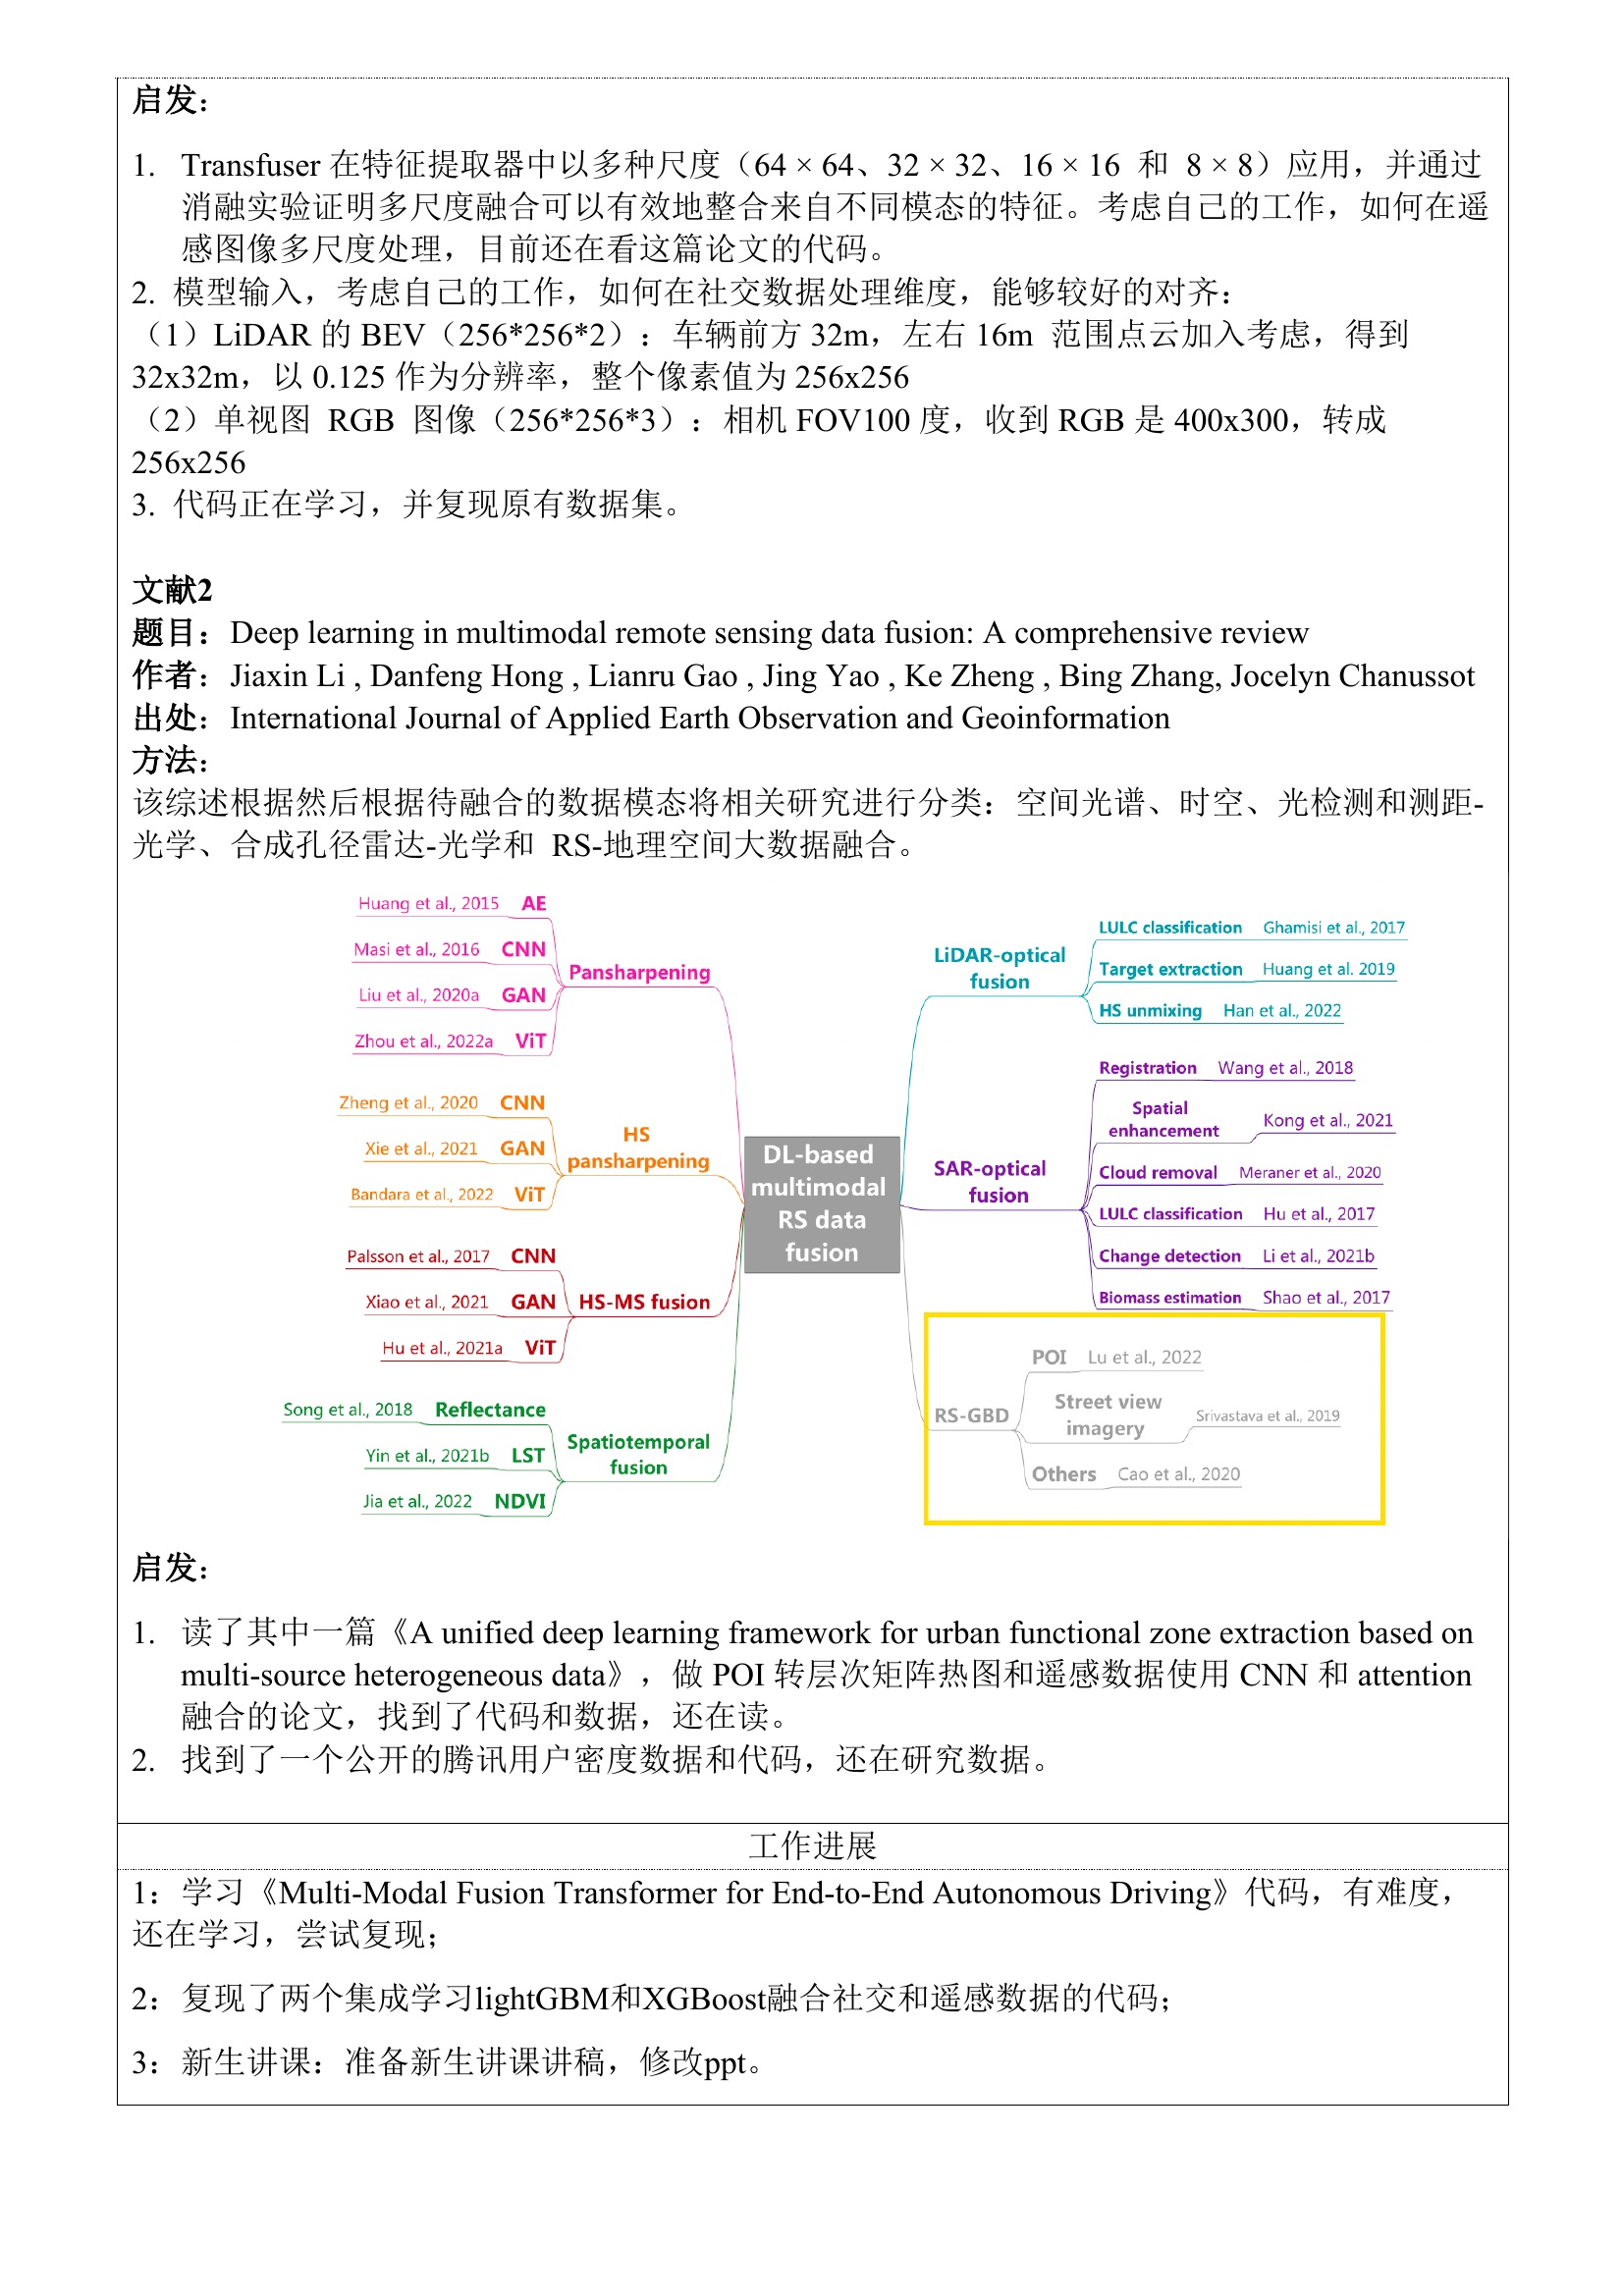 启发：
1. Transfuser 在特征提取器中以多种尺度（64 × 64、32 × 32、16 × 16 和 8 × 8）应用，并通过
消融实验证明多尺度融合可以有效地整合来自不同模态的特征。考虑自己的工作，如何在遥
感图像多尺度处理，目前还在看这篇论文的代码。
2. 模型输入，考虑自己的工作，如何在社交数据处理维度，能够较好的对齐：
（1）LiDAR 的 BEV（256*256*2）：车辆前方 32m，左右 16m 范围点云加入考虑，得到
32x32m，以 0.125 作为分辨率，整个像素值为 256x256
（2）单视图 RGB 图像（256*256*3）：相机 FOV100 度，收到 RGB 是 400x300，转成
256x256
3. 代码正在学习，并复现原有数据集。
文献2
题目：Deep learning in multimodal remote sensing data fusion: A comprehensive review
作者：Jiaxin Li , Danfeng Hong , Lianru Gao , Jing Yao , Ke Zheng , Bing Zhang, Jocelyn Chanussot
出处：International Journal of Applied Earth Observation and Geoinformation
方法：
该综述根据然后根据待融合的数据模态将相关研究进行分类：空间光谱、时空、光检测和测距-
光学、合成孔径雷达-光学和 RS-地理空间大数据融合。
Huang et al., 2015 AE
Masi et al., 2016 CNN
Liu et al., 2020a GAN
Zhou et al., 2022a ViT
Pansharpening
Zheng et al., 2020 CNN
Xie et al., 2021 GAN
Bandara et al., 2022 ViT
HS
pansharpening
Palsson et al., 2017 CNN
Xiao et al., 2021 GAN
Hu et al., 2021a ViT
HS-MS fusion
Song et al., 2018 Reflectance
Yin et al., 2021b LST
Jia et al., 2022 NDVI
Spatiotemporal
fusion
DL-based
multimodal
RS data
fusion
LiDAR-optical
fusion
LULC classification Ghamisi et al., 2017
Target extraction Huang et al. 2019
HS unmixing Han et al., 2022
SAR-optical
fusion
Registration Wang et al., 2018
Spatial
enhancement
Kong et al., 2021
Cloud removal Meraner et al., 2020
LULC classification Hu et al., 2017
Change detection Li et al., 2021b
Biomass estimation Shao et al., 2017
RS-GBD
POI Lu et al., 2022
Street view
imagery
Srivastava et al., 2019
Others Cao et al., 2020
启发：
1. 读了其中一篇《A unified deep learning framework for urban functional zone extraction based on
multi-source heterogeneous data》，做 POI 转层次矩阵热图和遥感数据使用 CNN 和 attention
融合的论文，找到了代码和数据，还在读。
2. 找到了一个公开的腾讯用户密度数据和代码，还在研究数据。
工作进展
1：学习《Multi-Modal Fusion Transformer for End-to-End Autonomous Driving》代码，有难度，
还在学习，尝试复现；
2：复现了两个集成学习lightGBM和XGBoost融合社交和遥感数据的代码；
3：新生讲课：准备新生讲课讲稿，修改ppt。